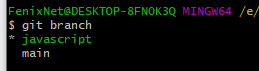 FenixNet@DESKTOP-8FNOK3Q MINGW64 /e/
$ git branch
* javascript
main